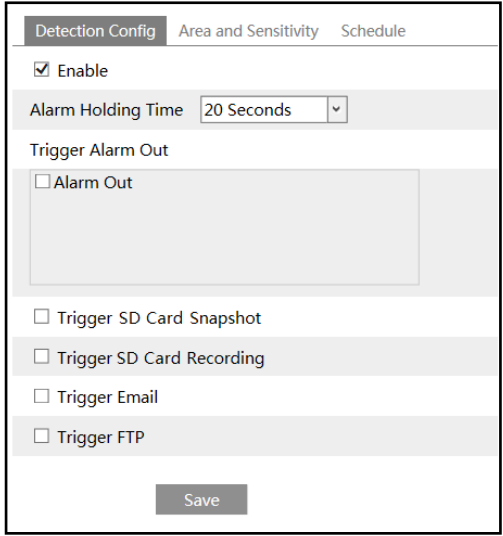 Detection Config Area and Sensitivity Schedule
Enable
Alarm Holding Time 20 Seconds
Trigger Alarm Out
Alarm Out
Trigger SD Card Snapshot
Trigger SD Card Recording
Trigger Email
Trigger FTP
Save